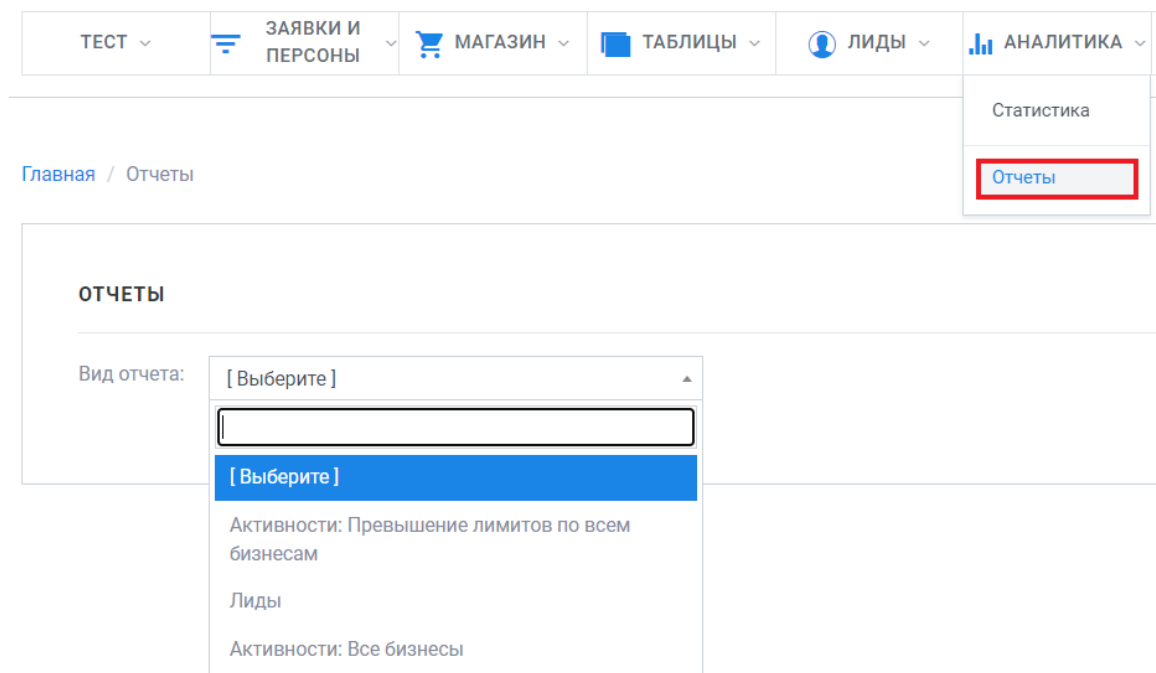 ТЕСТ
ЗАЯВКИ И
ПЕРСОНЫ
МАГАЗИН
ТАБЛИЦЫ
ЛИДЫ
АНАЛИТИКА
Статистика
Отчеты
Главная / Отчеты
ОТЧЕТЫ
Вид отчета:
[ Выберите ]
[ Выберите ]
Активности: Превышение лимитов по всем
бизнесам
Лиды
Активности: Все бизнесы